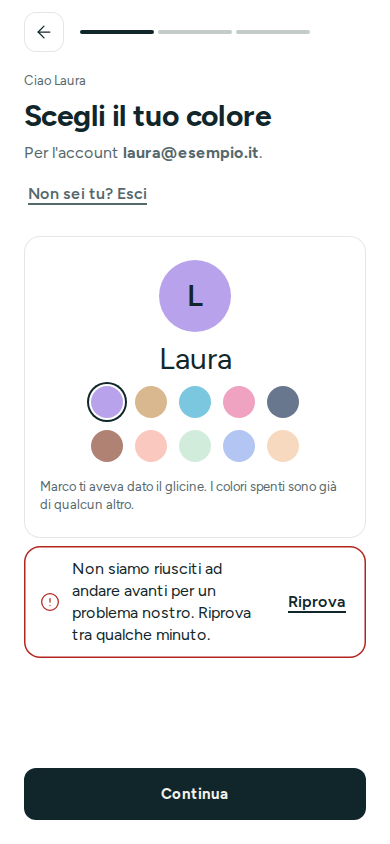 Ciao Laura
Scegli il tuo colore
Per l'account laura@esempio.it.
Non sei tu? Esci
L
Laura
Marco ti aveva dato il glicine. I colori spenti sono già
di qualcun altro.
Non siamo riusciti ad
andare avanti per un
problema nostro. Riprova
tra qualche minuto.
Riprova
Continua